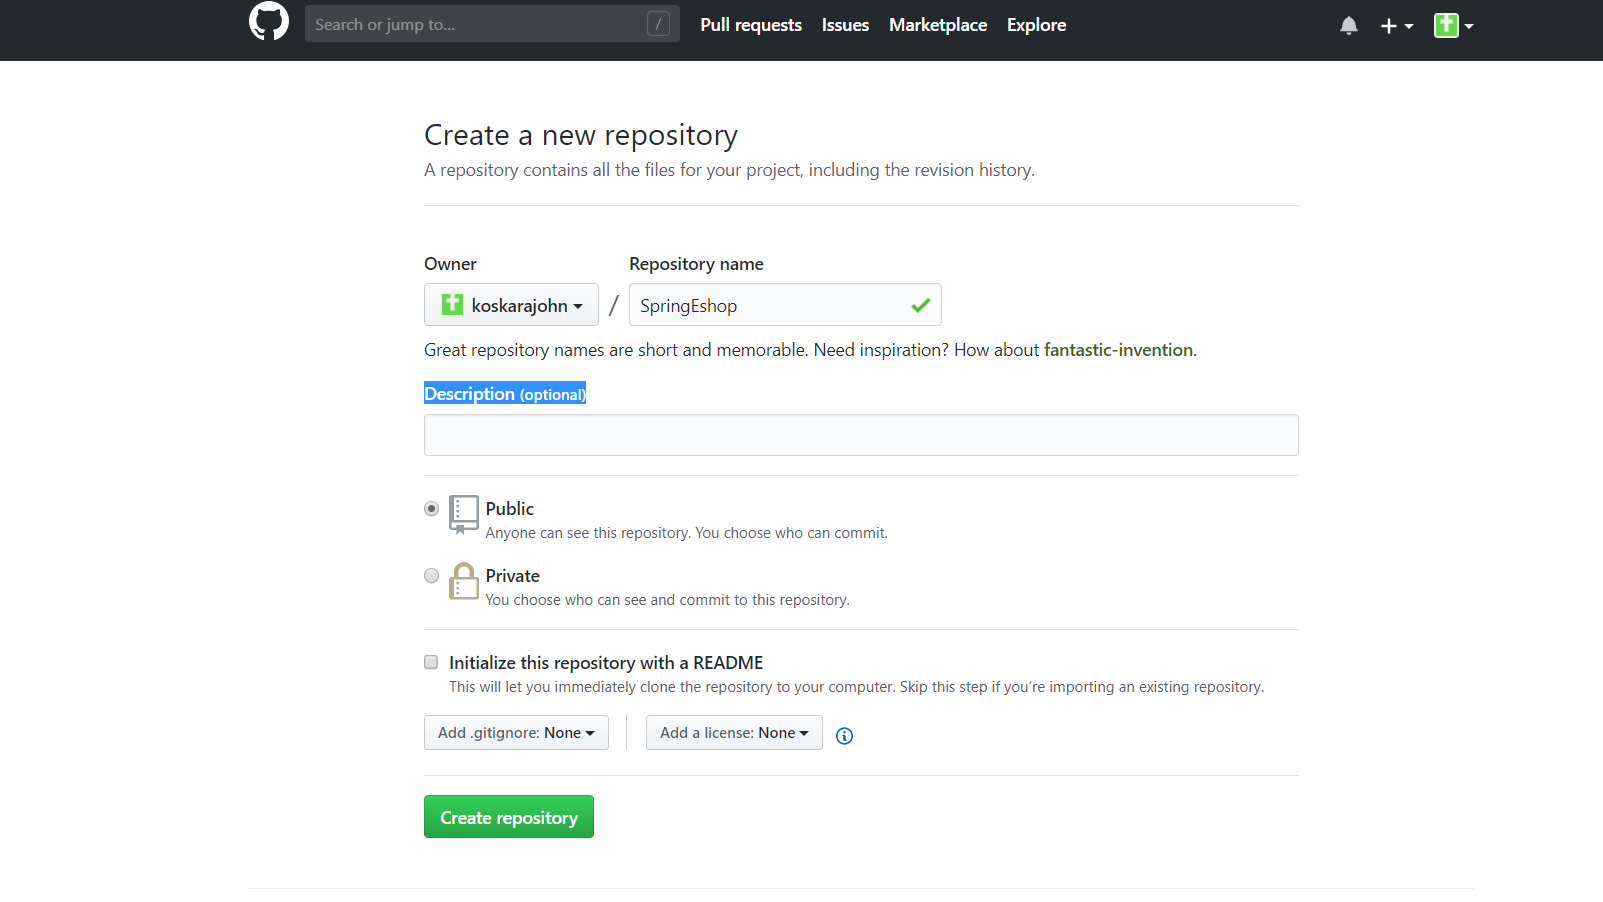 Search or jump to... / Pull requests Issues Marketplace Explore
Create a new repository
A repository contains all the files for your project, including the revision history.
Owner Repository name
koskarajohn / SpringEshop
Great repository names are short and memorable. Need inspiration? How about fantastic-invention.
Description (optional)
Public
Anyone can see this repository. You choose who can commit.
Private
You choose who can see and commit to this repository.
Initialize this repository with a README
This will let you immediately clone the repository to your computer. Skip this step if you’re importing an existing repository.
Add .gitignore: None Add a license: None
Create repository